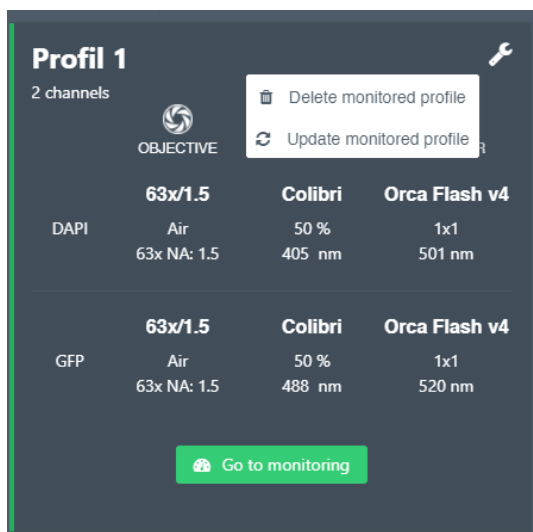 Profil 1
2 channels
Delete monitored profile
Update monitored profile
OBJECTIVE
R
63x/1.5 Colibri Orca Flash v4
DAPI Air 50 % 1x1
63x NA: 1.5 405 nm 501 nm
63x/1.5 Colibri Orca Flash v4
GFP Air 50 % 1x1
63x NA: 1.5 488 nm 520 nm
Go to monitoring